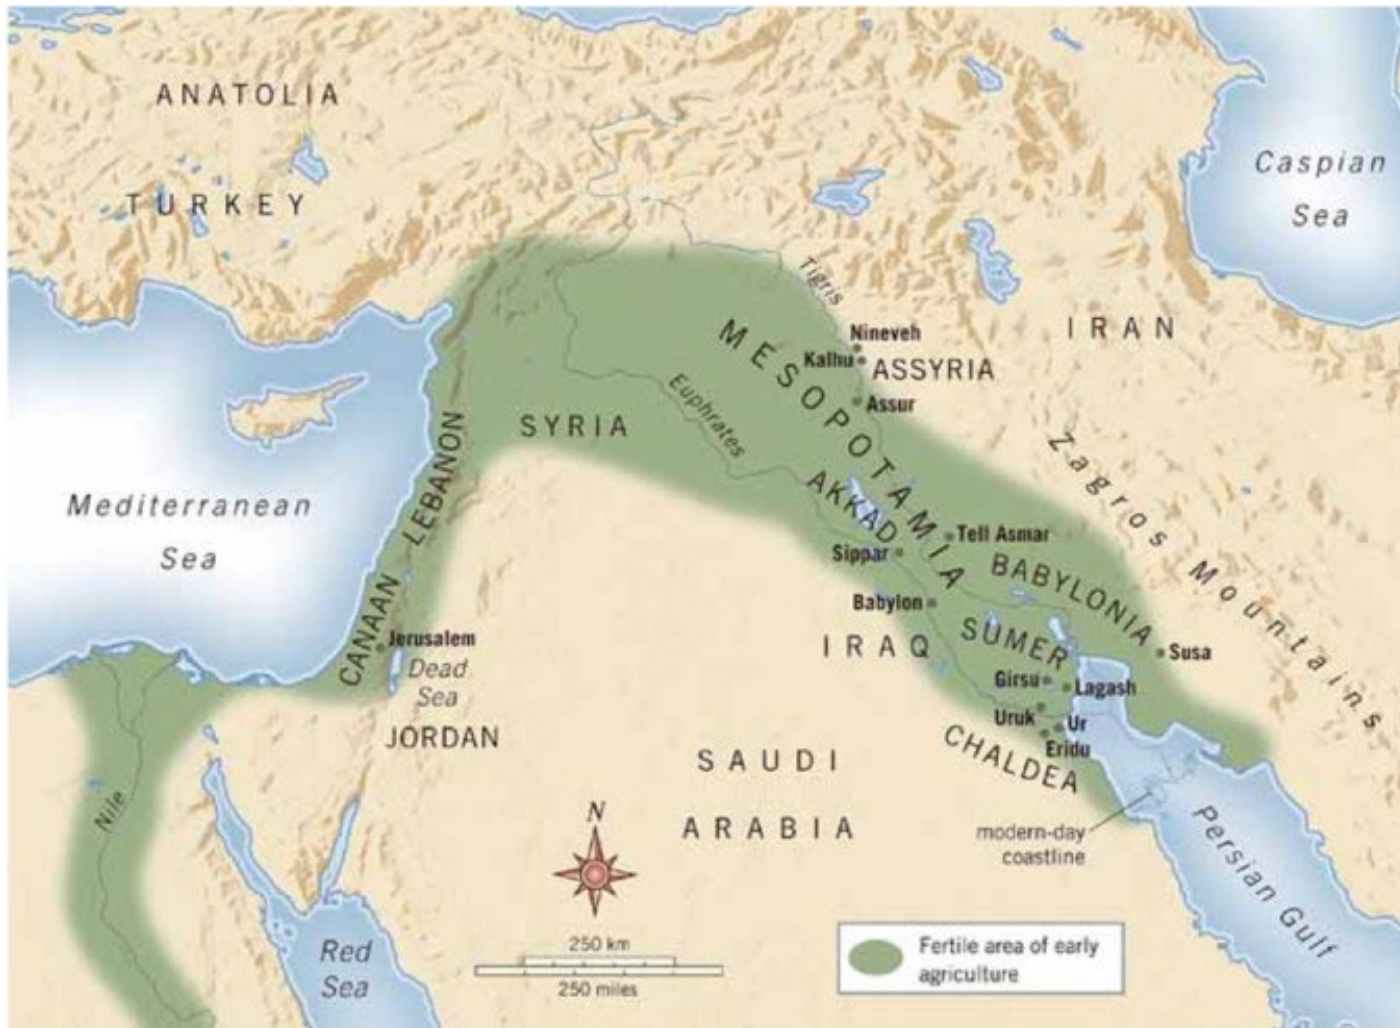 ANATOLIA
TURKEY
Caspian
Sea
Tigris
IRAN
Nineveh
Kalhu
ASSYRIA
MESOPOTAMIA
Assur
Euphrates
SYRIA
Zagros Mountains
LEBANON
Mediterranean
Sea
AKKAD
Tell Asmar
Sippar
BABYLONIA
Babylon
CANAAN
Jerusalem
SUMER
IRAQ
Susa
Dead
Sea
Girsu
Lagash
Uruk
Ur
Eridu
JORDAN
CHALDEA
SAUDI
ARABIA
Nile
N
modern-day
coastline
Persian Gulf
Red
Sea
250 km
250 miles
Fertile area of early
agriculture